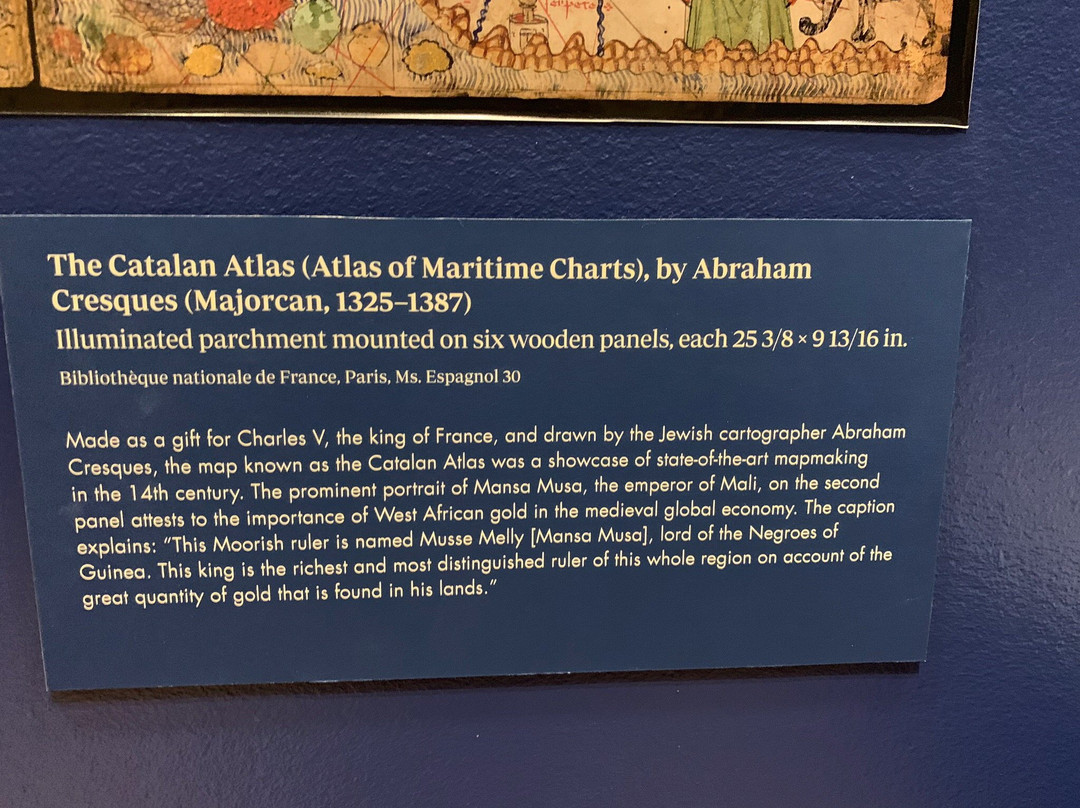 The Catalan Atlas (Atlas of Maritime Charts), by Abraham
Cresques (Majorcan, 1325–1387)
Illuminated parchment mounted on six wooden panels, each 25 3/8 × 9 13/16 in.
Bibliothèque nationale de France, Paris, Ms. Espagnol 30
Made as a gift for Charles V, the king of France, and drawn by the Jewish cartographer Abraham
Cresques, the map known as the Catalan Atlas was a showcase of state-of-the-art mapmaking
in the 14th century. The prominent portrait of Mansa Musa, the emperor of Mali, on the second
panel attests to the importance of West African gold in the medieval global economy. The caption
explains: “This Moorish ruler is named Musse Melly [Mansa Musa], lord of the Negroes of
Guinea. This king is the richest and most distinguished ruler of this whole region on account of the
great quantity of gold that is found in his lands.”